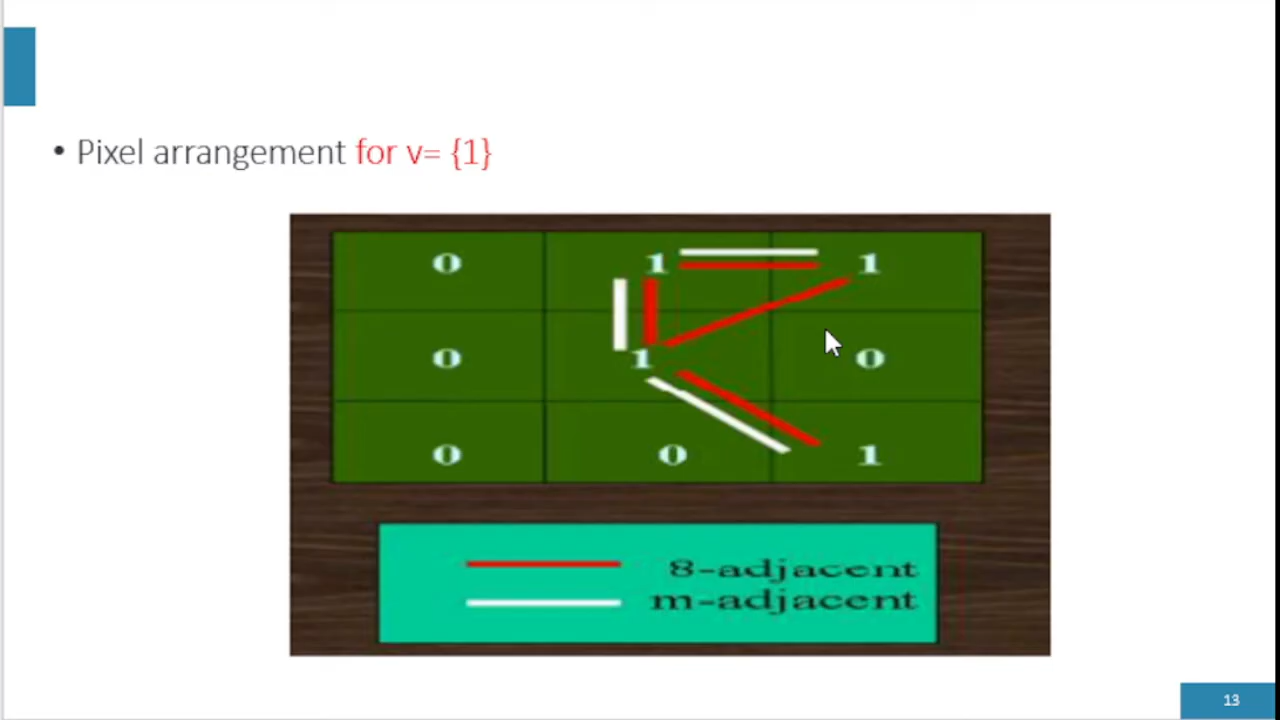 • Pixel arrangement for v= {1}
0 1 1
0 1 0
0 0 1
8-adjacent
m-adjacent
13